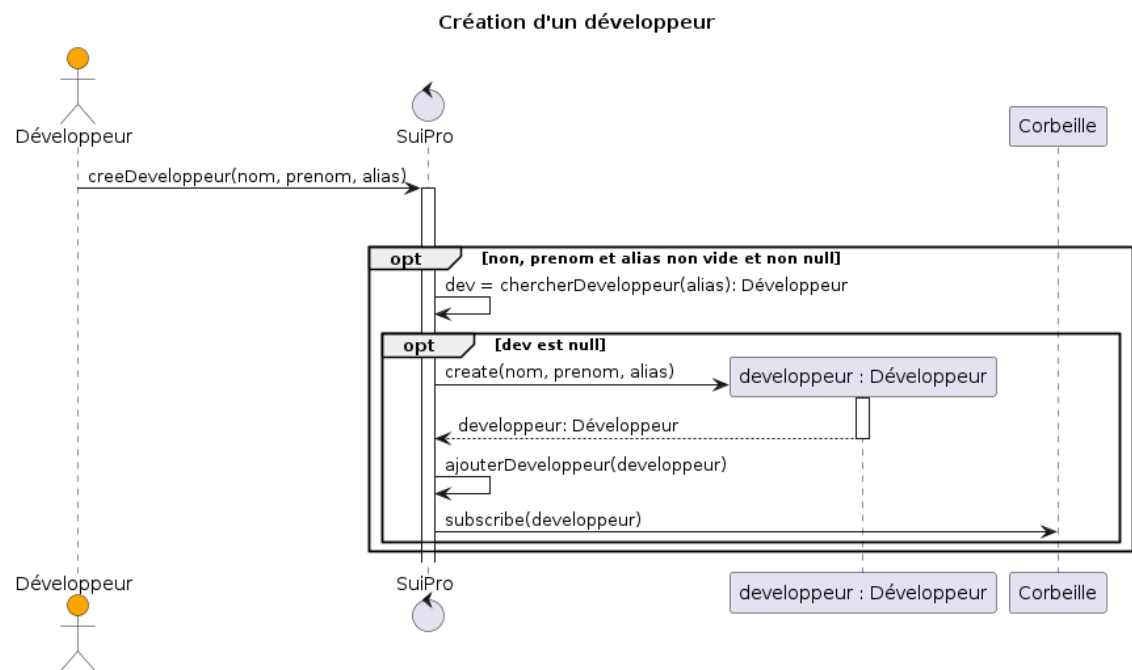 Création d'un développeur
Développeur
SuiPro
Corbeille
creeDeveloppeur(nom, prenom, alias)
opt [non, prenom et alias non vide et non null]
dev = chercherDeveloppeur(alias): Développeur
opt [dev est null]
create(nom, prenom, alias)
developpeur : Développeur
developpeur: Développeur
ajouterDeveloppeur(developpeur)
subscribe(developpeur)
Développeur
SuiPro
developpeur : Développeur
Corbeille